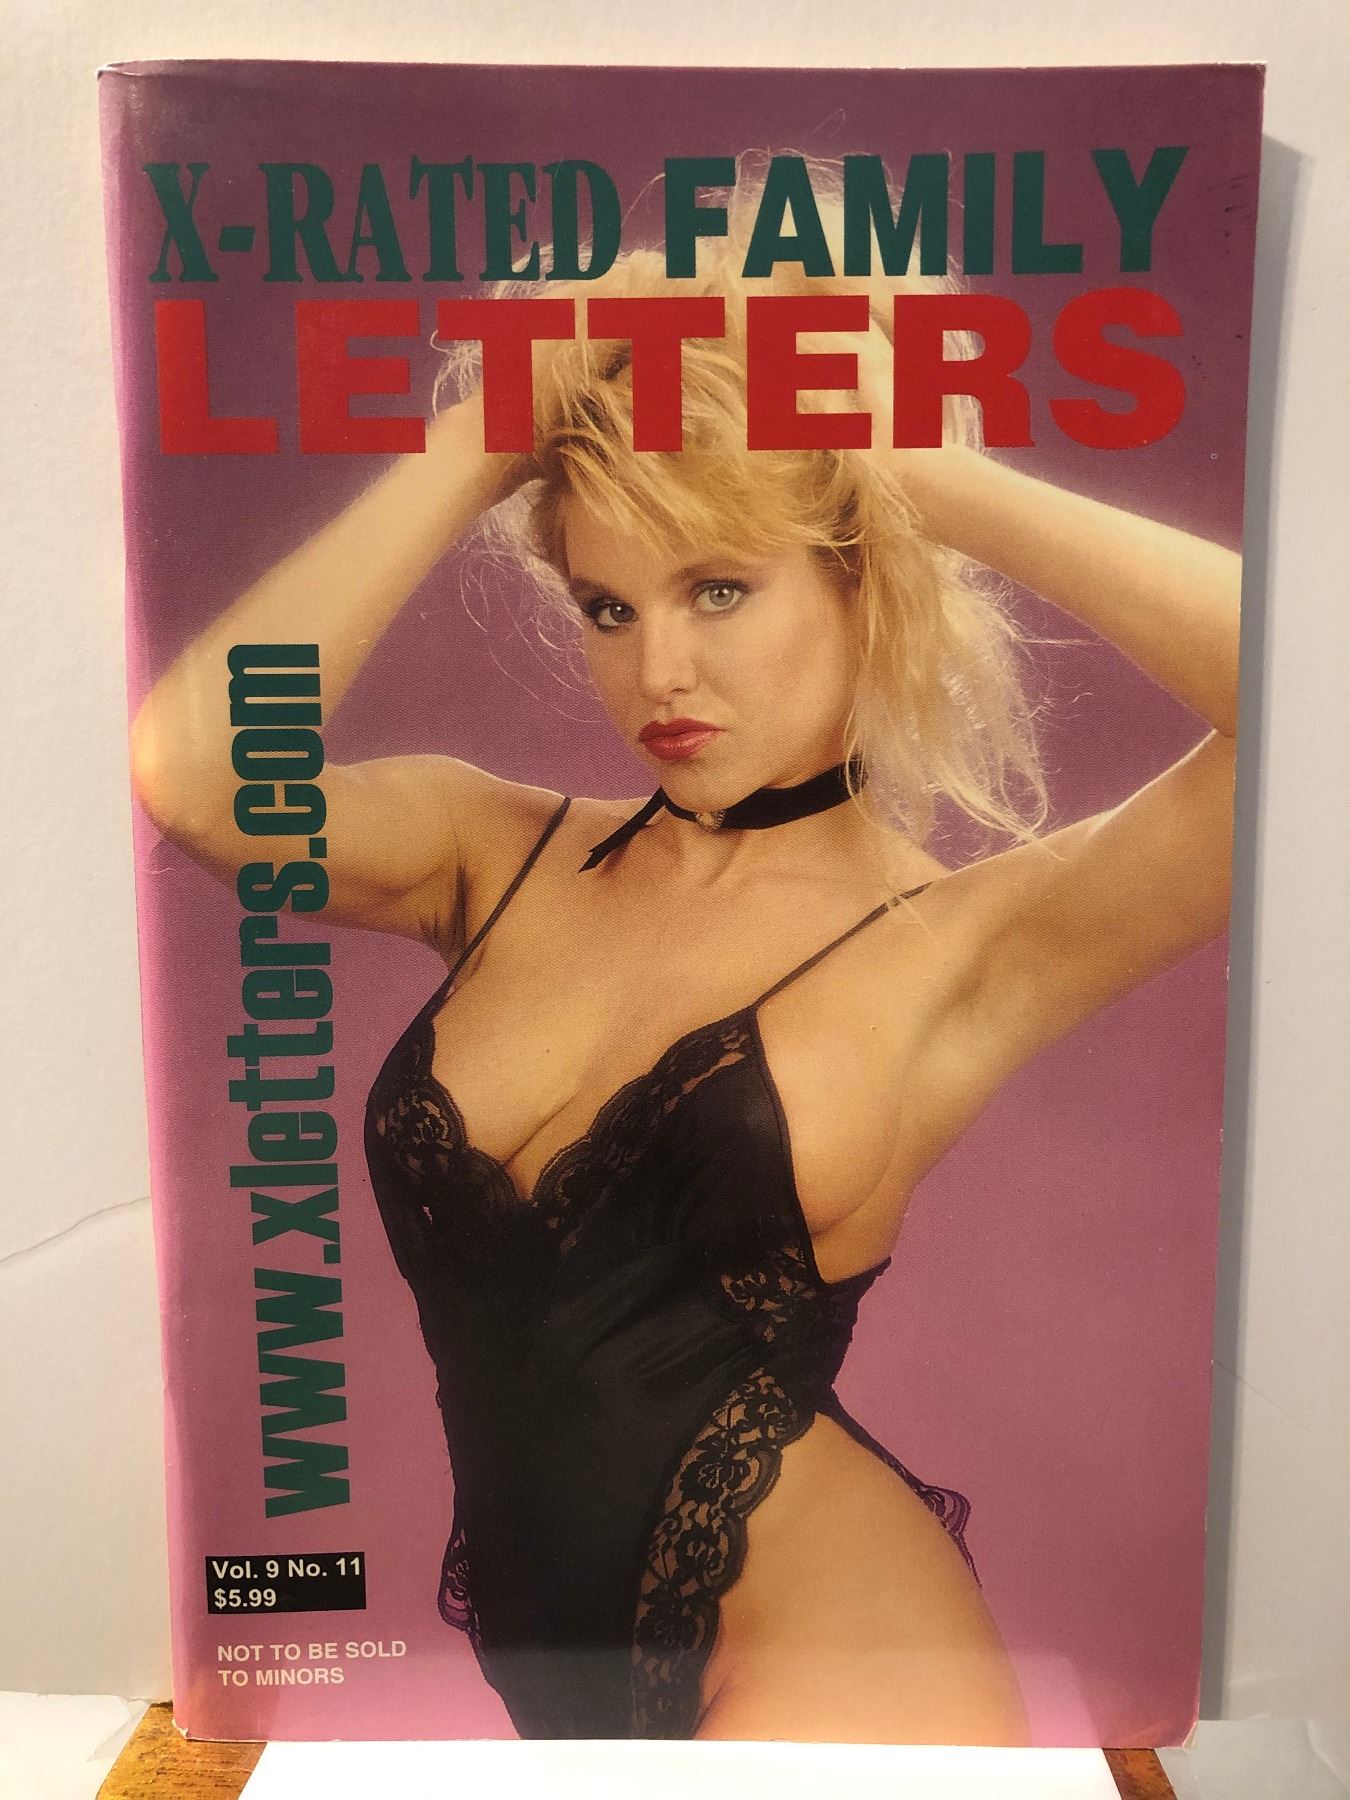 X-RATED FAMILY
LETTERS
www.xletters.com
Vol. 9 No. 11
$5.99
NOT TO BE SOLD
TO MINORS